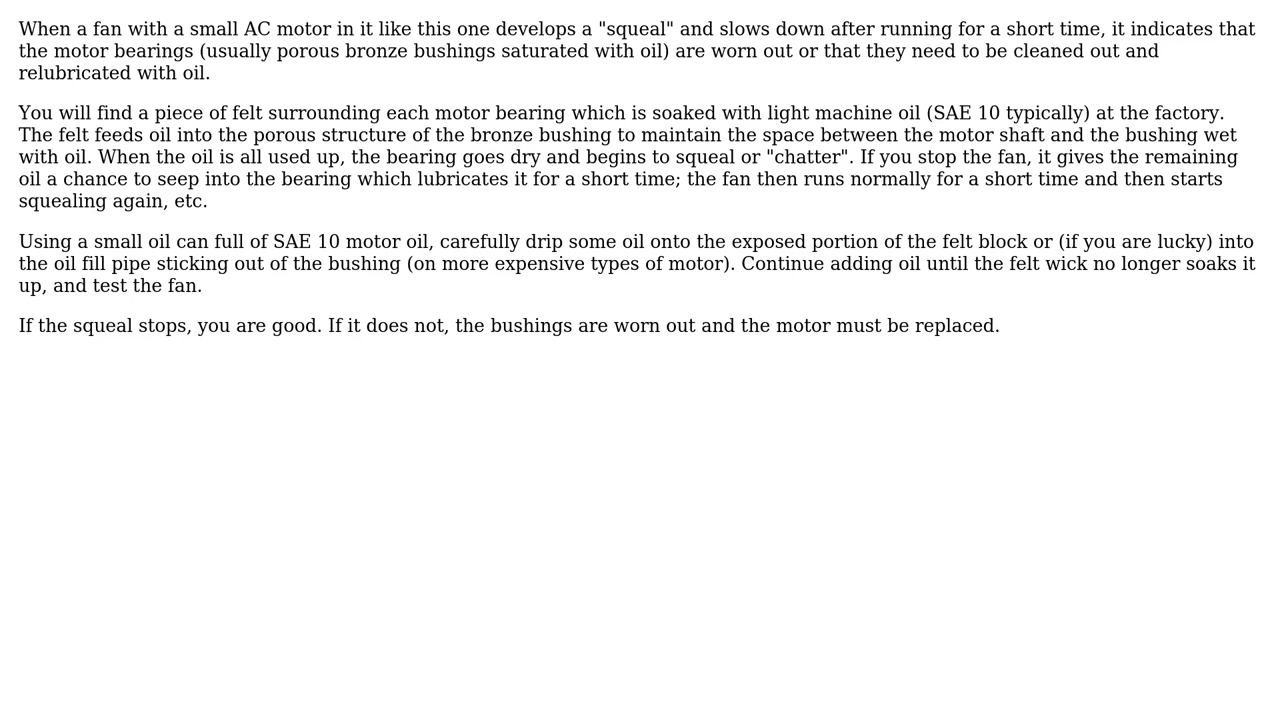 When a fan with a small AC motor in it like this one develops a "squeal" and slows down after running for a short time, it indicates that
the motor bearings (usually porous bronze bushings saturated with oil) are worn out or that they need to be cleaned out and
relubricated with oil.
You will find a piece of felt surrounding each motor bearing which is soaked with light machine oil (SAE 10 typically) at the factory.
The felt feeds oil into the porous structure of the bronze bushing to maintain the space between the motor shaft and the bushing wet
with oil. When the oil is all used up, the bearing goes dry and begins to squeal or "chatter". If you stop the fan, it gives the remaining
oil a chance to seep into the bearing which lubricates it for a short time; the fan then runs normally for a short time and then starts
squealing again, etc.
Using a small oil can full of SAE 10 motor oil, carefully drip some oil onto the exposed portion of the felt block or (if you are lucky) into
the oil fill pipe sticking out of the bushing (on more expensive types of motor). Continue adding oil until the felt wick no longer soaks it
up, and test the fan.
If the squeal stops, you are good. If it does not, the bushings are worn out and the motor must be replaced.